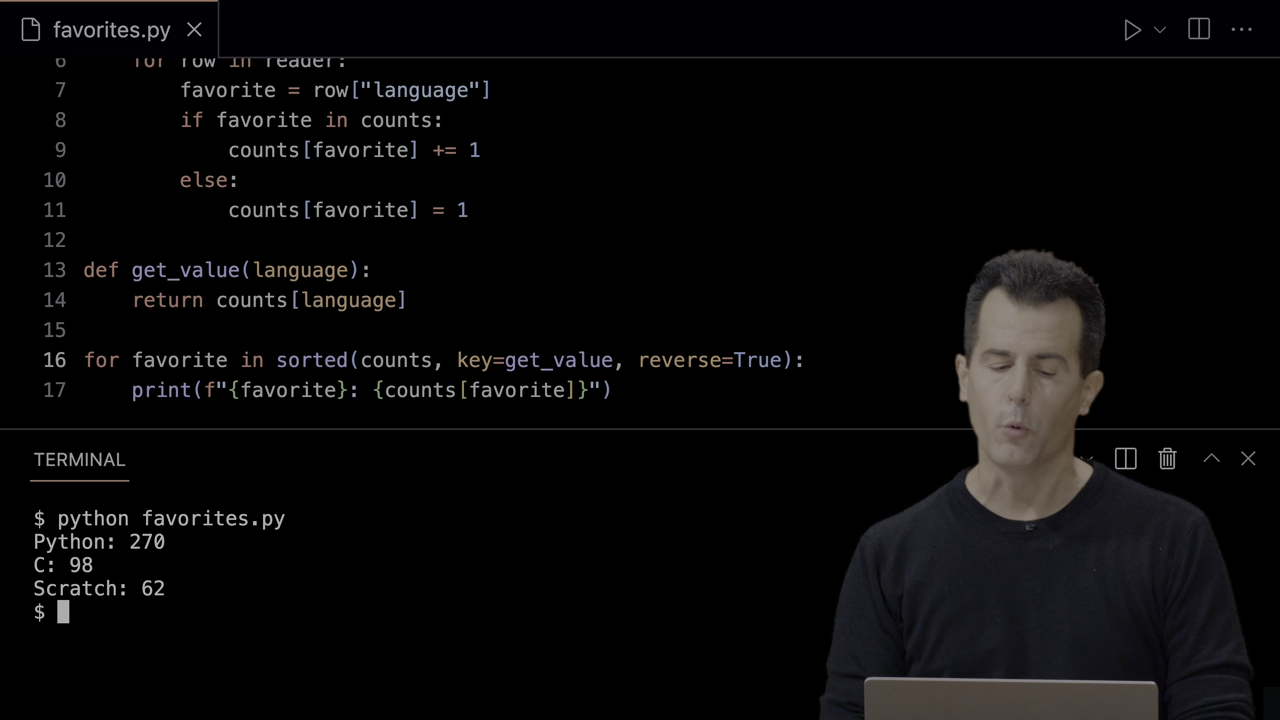 favorites.py
6 for row in reader:
7 favorite = row["language"]
8 if favorite in counts:
9 counts[favorite] += 1
10 else:
11 counts[favorite] = 1
12
13 def get_value(language):
14 return counts[language]
15
16 for favorite in sorted(counts, key=get_value, reverse=True):
17 print(f"{favorite}: {counts[favorite]}")
TERMINAL
$ python favorites.py
Python: 270
C: 98
Scratch: 62
$